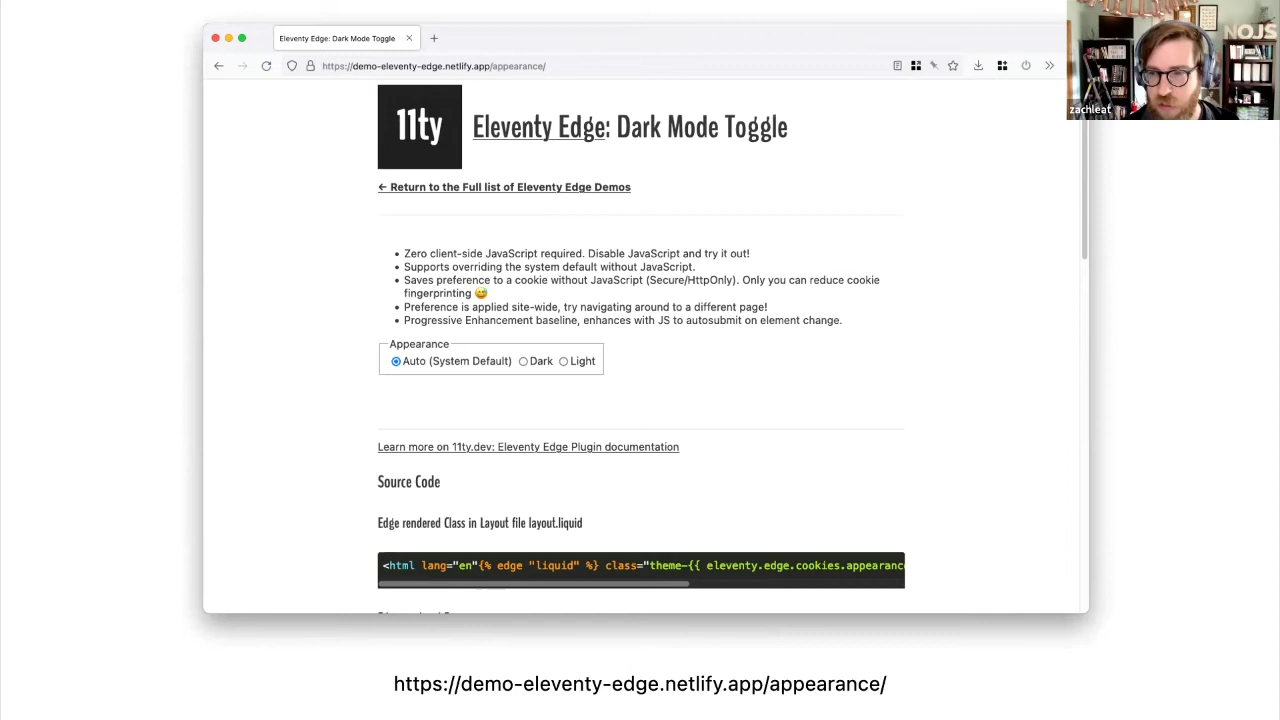 Eleventy Edge: Dark Mode Toggle
https://demo-eleventy-edge.netlify.app/appearance/
NOJS
zachleat
11ty
Eleventy Edge: Dark Mode Toggle
← Return to the Full list of Eleventy Edge Demos
• Zero client-side JavaScript required. Disable JavaScript and try it out!
• Supports overriding the system default without JavaScript.
• Saves preference to a cookie without JavaScript (Secure/HttpOnly). Only you can reduce cookie
fingerprinting 😅
• Preference is applied site-wide, try navigating around to a different page!
• Progressive Enhancement baseline, enhances with JS to autosubmit on element change.
Appearance
Auto (System Default) Dark Light
Learn more on 11ty.dev: Eleventy Edge Plugin documentation
Source Code
Edge rendered Class in Layout file layout.liquid
<html lang="en"{% edge "liquid" %} class="theme-{{ eleventy.edge.cookies.appearance
https://demo-eleventy-edge.netlify.app/appearance/